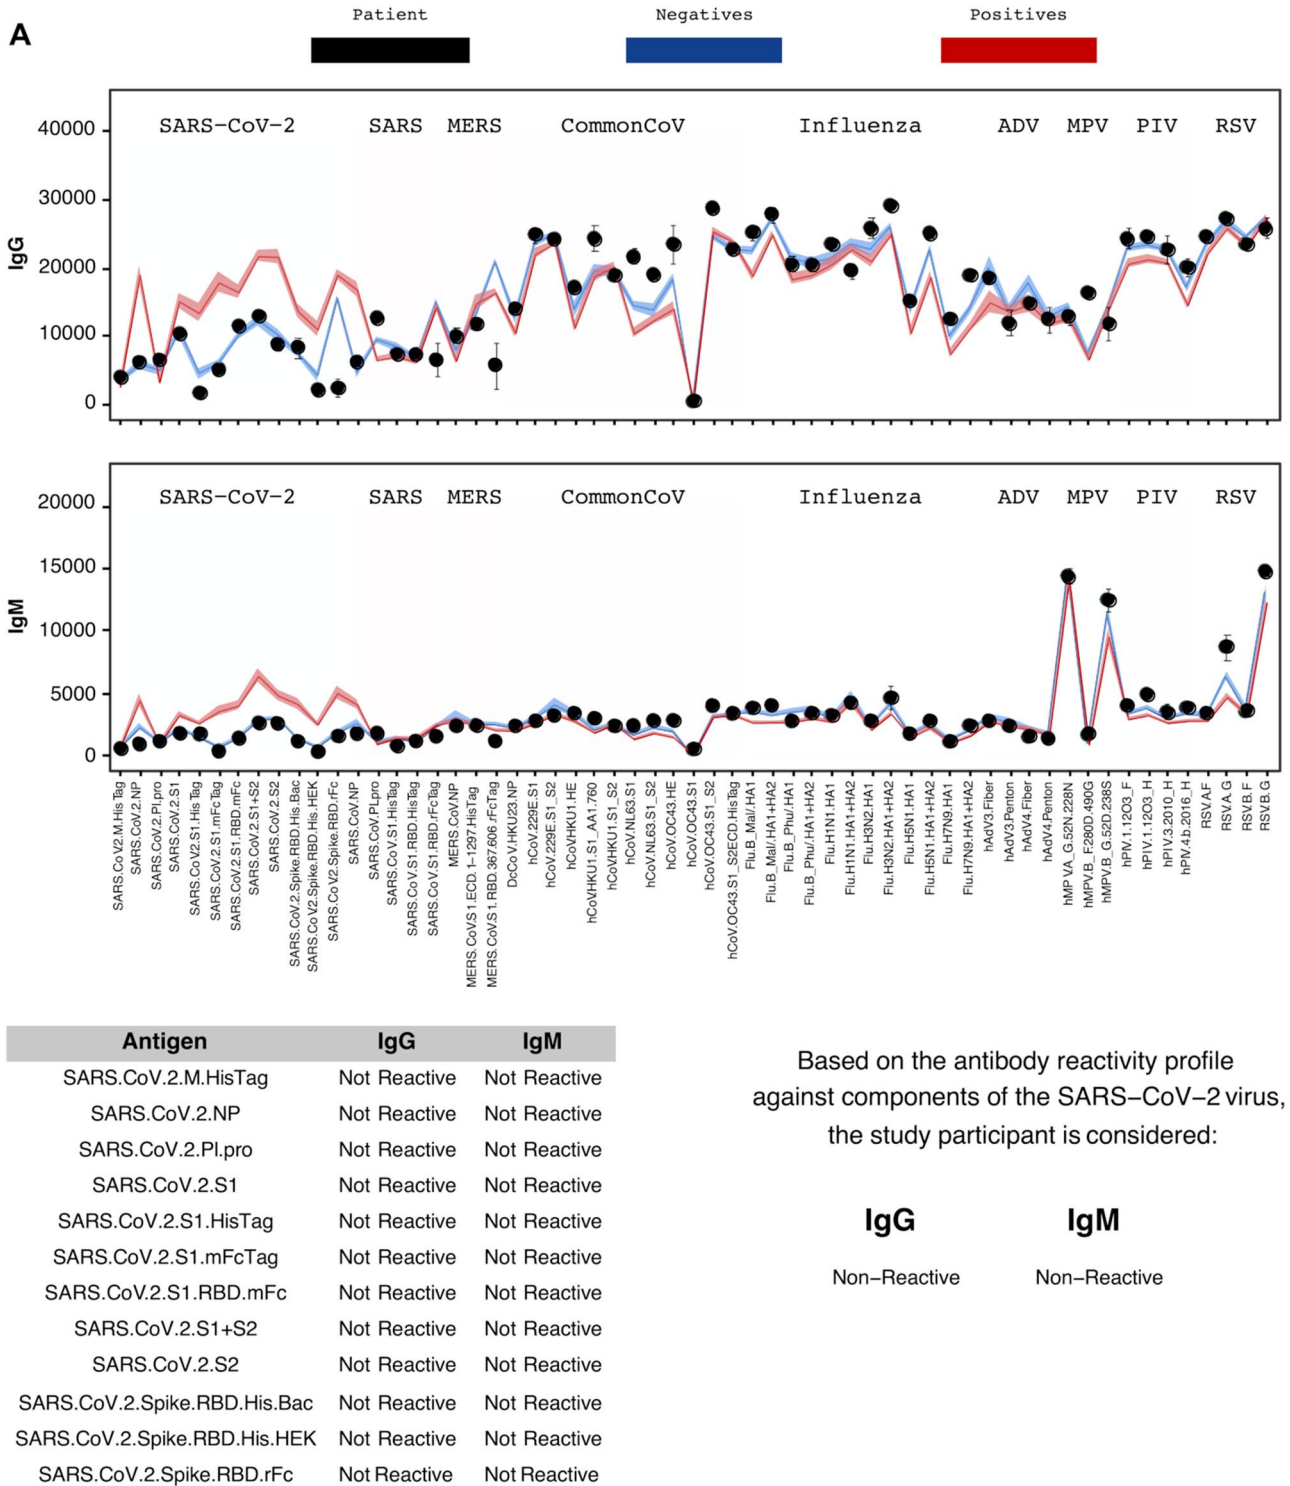 A
Patient Negatives Positives
SARS-CoV-2 SARS MERS CommonCoV Influenza ADV MPV PIV RSV
IgG
40000
30000
20000
10000
0
SARS-CoV-2 SARS MERS CommonCoV Influenza ADV MPV PIV RSV
IgM
20000
15000
10000
5000
0
SARS.CoV2.M.HisTag
SARS.CoV2.NP
SARS.CoV.2.Pl.pro
SARS.CoV.2.S1
SARS.CoV2.S1.HisTag
SARS.CoV.2.S1.mFcTag
SARS.CoV.2.S1.RBD.mFc
SARS.CoV.2.S1+S2
SARS.CoV.2.S2
SARS.CoV.2.Spike.RBD.His.Bac
SARS.CoV2.Spike.RBD.His.HEK
SARS.CoV2.Spike.RBD.rFc
SARS.CoV.NP
SARS.CoV.PLpro
SARS.CoV.S1.HisTag
SARS.CoV.S1.RBD.HisTag
SARS.CoV.S1.RBD.rFcTag
MERS.CoV.NP
MERS.CoV.S1.ECD.1-1297.HisTag
MERS.CoV.S1.RBD.367.606.rFcTag
DcCoV.HKU23.NP
hCoV.229E.S1
hCoV.229E.S1_S2
hCoV.HKU1.HE
hCoV.HKU1.S1_AA1.760
hCoV.HKU1.S1_S2
hCoV.NL63.S1
hCoV.NL63.S1_S2
hCoV.OC43.HE
hCoV.OC43.S1
hCoV.OC43.S1_S2
hCoV.OC43.S1_S2ECD.HisTag
Flu.B_Mal/.HA1
Flu.B_Mal/.HA1+HA2
Flu.B_Phu/.HA1
Flu.B_Phu/.HA1+HA2
Flu.H1N1.HA1
Flu.H1N1.HA1+HA2
Flu.H3N2.HA1
Flu.H3N2.HA1+HA2
Flu.H5N1.HA1
Flu.H5N1.HA1+HA2
Flu.H7N9.HA1
Flu.H7N9.HA1+HA2
hAdV3.Fiber
hAdV3.Penton
hAdV4.Fiber
hAdV4.Penton
hMPV.A_G.52N.228N
hMPV.B_F.280D.490G
hMPV.B_G.52D.238S
hPIV.1.12O3_F
hPIV.1.12O3_H
hPIV.3.2010_H
hPIV.4.b.2016_H
RSV.A.F
RSV.A.G
RSV.B.F
RSV.B.G
Antigen IgG IgM
SARS.CoV.2.M.HisTag Not Reactive Not Reactive
SARS.CoV.2.NP Not Reactive Not Reactive
SARS.CoV.2.Pl.pro Not Reactive Not Reactive
SARS.CoV.2.S1 Not Reactive Not Reactive
SARS.CoV.2.S1.HisTag Not Reactive Not Reactive
SARS.CoV.2.S1.mFcTag Not Reactive Not Reactive
SARS.CoV.2.S1.RBD.mFc Not Reactive Not Reactive
SARS.CoV.2.S1+S2 Not Reactive Not Reactive
SARS.CoV.2.S2 Not Reactive Not Reactive
SARS.CoV.2.Spike.RBD.His.Bac Not Reactive Not Reactive
SARS.CoV.2.Spike.RBD.His.HEK Not Reactive Not Reactive
SARS.CoV.2.Spike.RBD.rFc Not Reactive Not Reactive
Based on the antibody reactivity profile
against components of the SARS-CoV-2 virus,
the study participant is considered:
IgG IgM
Non-Reactive Non-Reactive